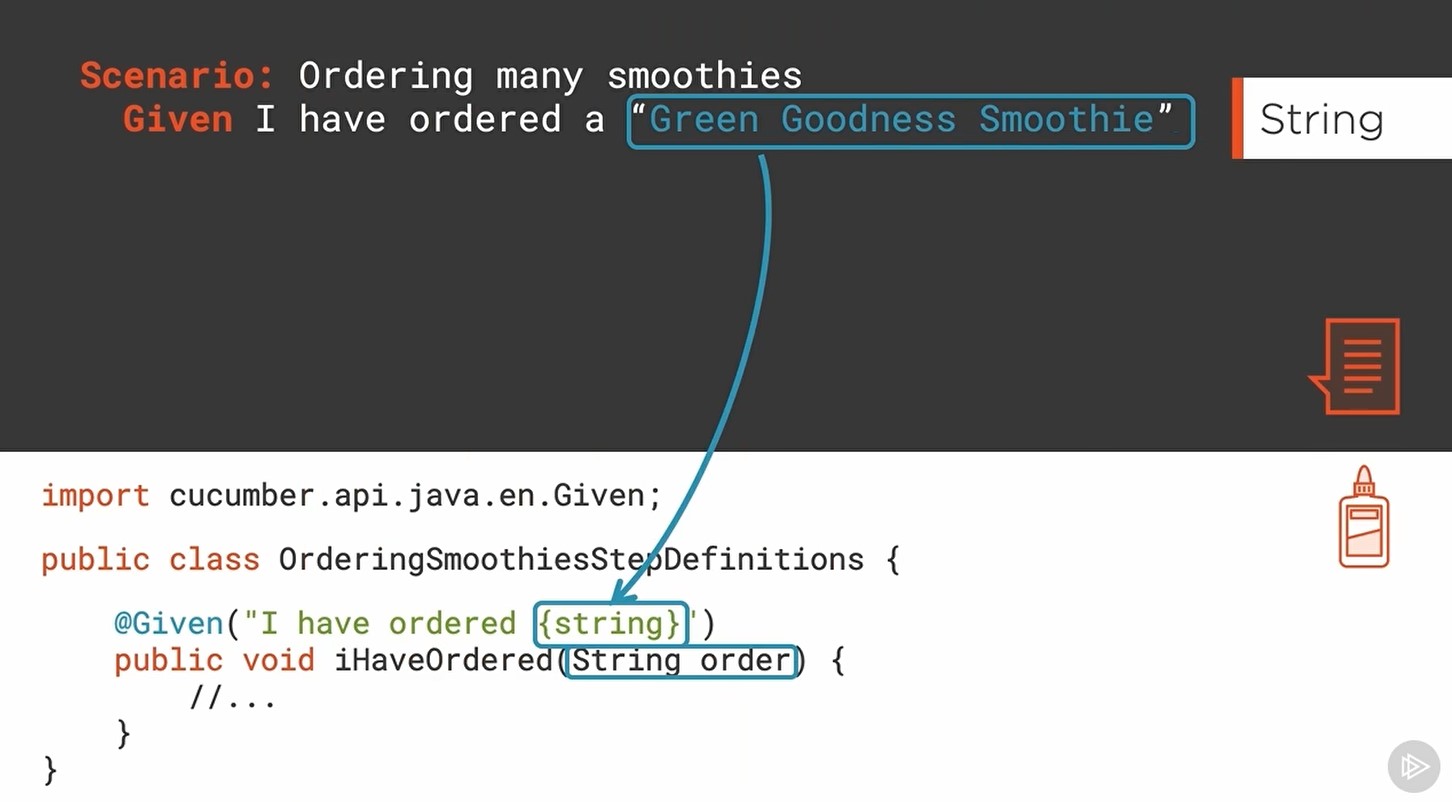 Scenario: Ordering many smoothies
Given I have ordered a “Green Goodness Smoothie”
String
import cucumber.api.java.en.Given;
public class OrderingSmoothiesStepDefinitions {
@Given("I have ordered {string}")
public void iHaveOrdered(String order) {
//...
}
}